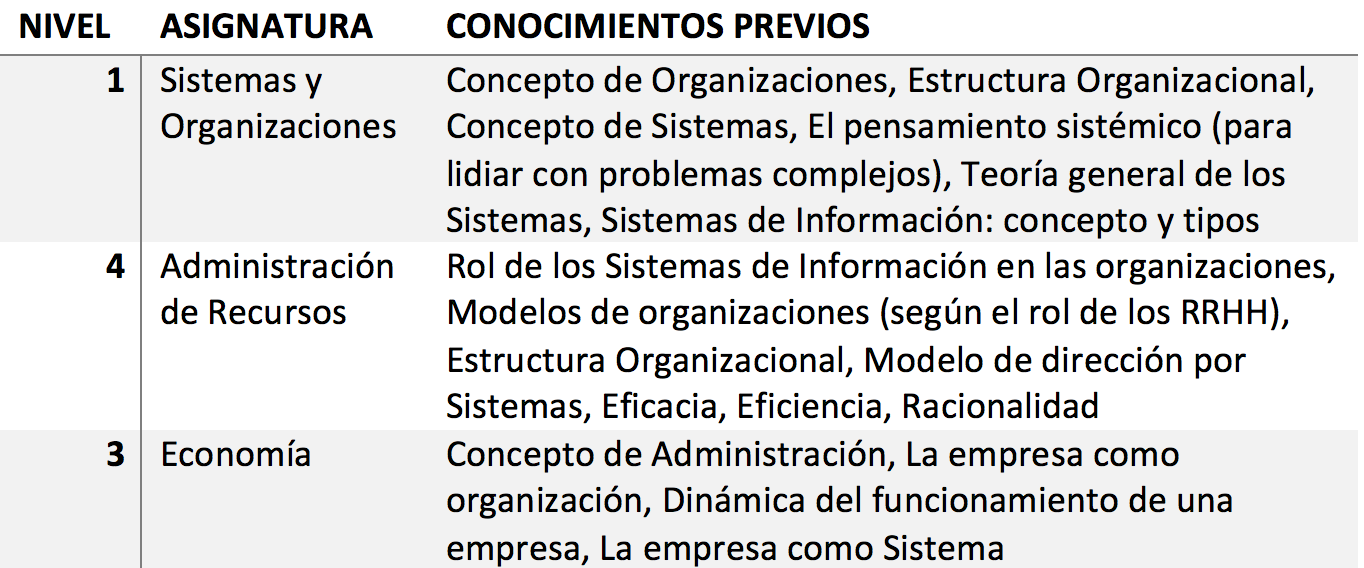 NIVEL ASIGNATURA CONOCIMIENTOS PREVIOS
1 Sistemas y Concepto de Organizaciones, Estructura Organizacional,
Organizaciones Concepto de Sistemas, El pensamiento sistémico (para
lidiar con problemas complejos), Teoría general de los
Sistemas, Sistemas de Información: concepto y tipos
4 Administración Rol de los Sistemas de Información en las organizaciones,
de Recursos Modelos de organizaciones (según el rol de los RRHH),
Estructura Organizacional, Modelo de dirección por
Sistemas, Eficacia, Eficiencia, Racionalidad
3 Economía Concepto de Administración, La empresa como
organización, Dinámica del funcionamiento de una
empresa, La empresa como Sistema